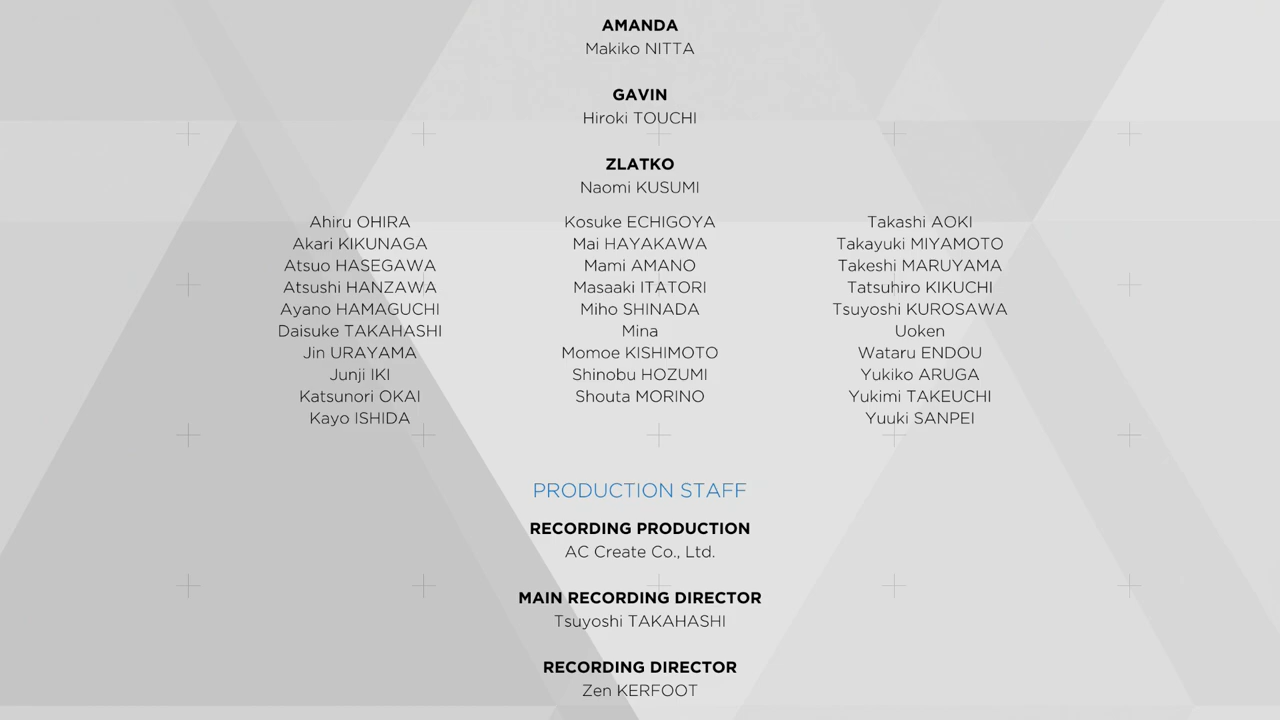 AMANDA
Makiko NITTA
GAVIN
Hiroki TOUCHI
ZLATKO
Naomi KUSUMI
Ahiru OHIRA
Akari KIKUNAGA
Atsuo HASEGAWA
Atsushi HANZAWA
Ayano HAMAGUCHI
Daisuke TAKAHASHI
Jin URAYAMA
Junji IKI
Katsunori OKAI
Kayo ISHIDA
Kosuke ECHIGOYA
Mai HAYAKAWA
Mami AMANO
Masaaki ITATORI
Miho SHINADA
Mina
Momoe KISHIMOTO
Shinobu HOZUMI
Shouta MORINO
Takashi AOKI
Takayuki MIYAMOTO
Takeshi MARUYAMA
Tatsuhiro KIKUCHI
Tsuyoshi KUROSAWA
Uoken
Wataru ENDOU
Yukiko ARUGA
Yukimi TAKEUCHI
Yuuki SANPEI
PRODUCTION STAFF
RECORDING PRODUCTION
AC Create Co., Ltd.
MAIN RECORDING DIRECTOR
Tsuyoshi TAKAHASHI
RECORDING DIRECTOR
Zen KERFOOT